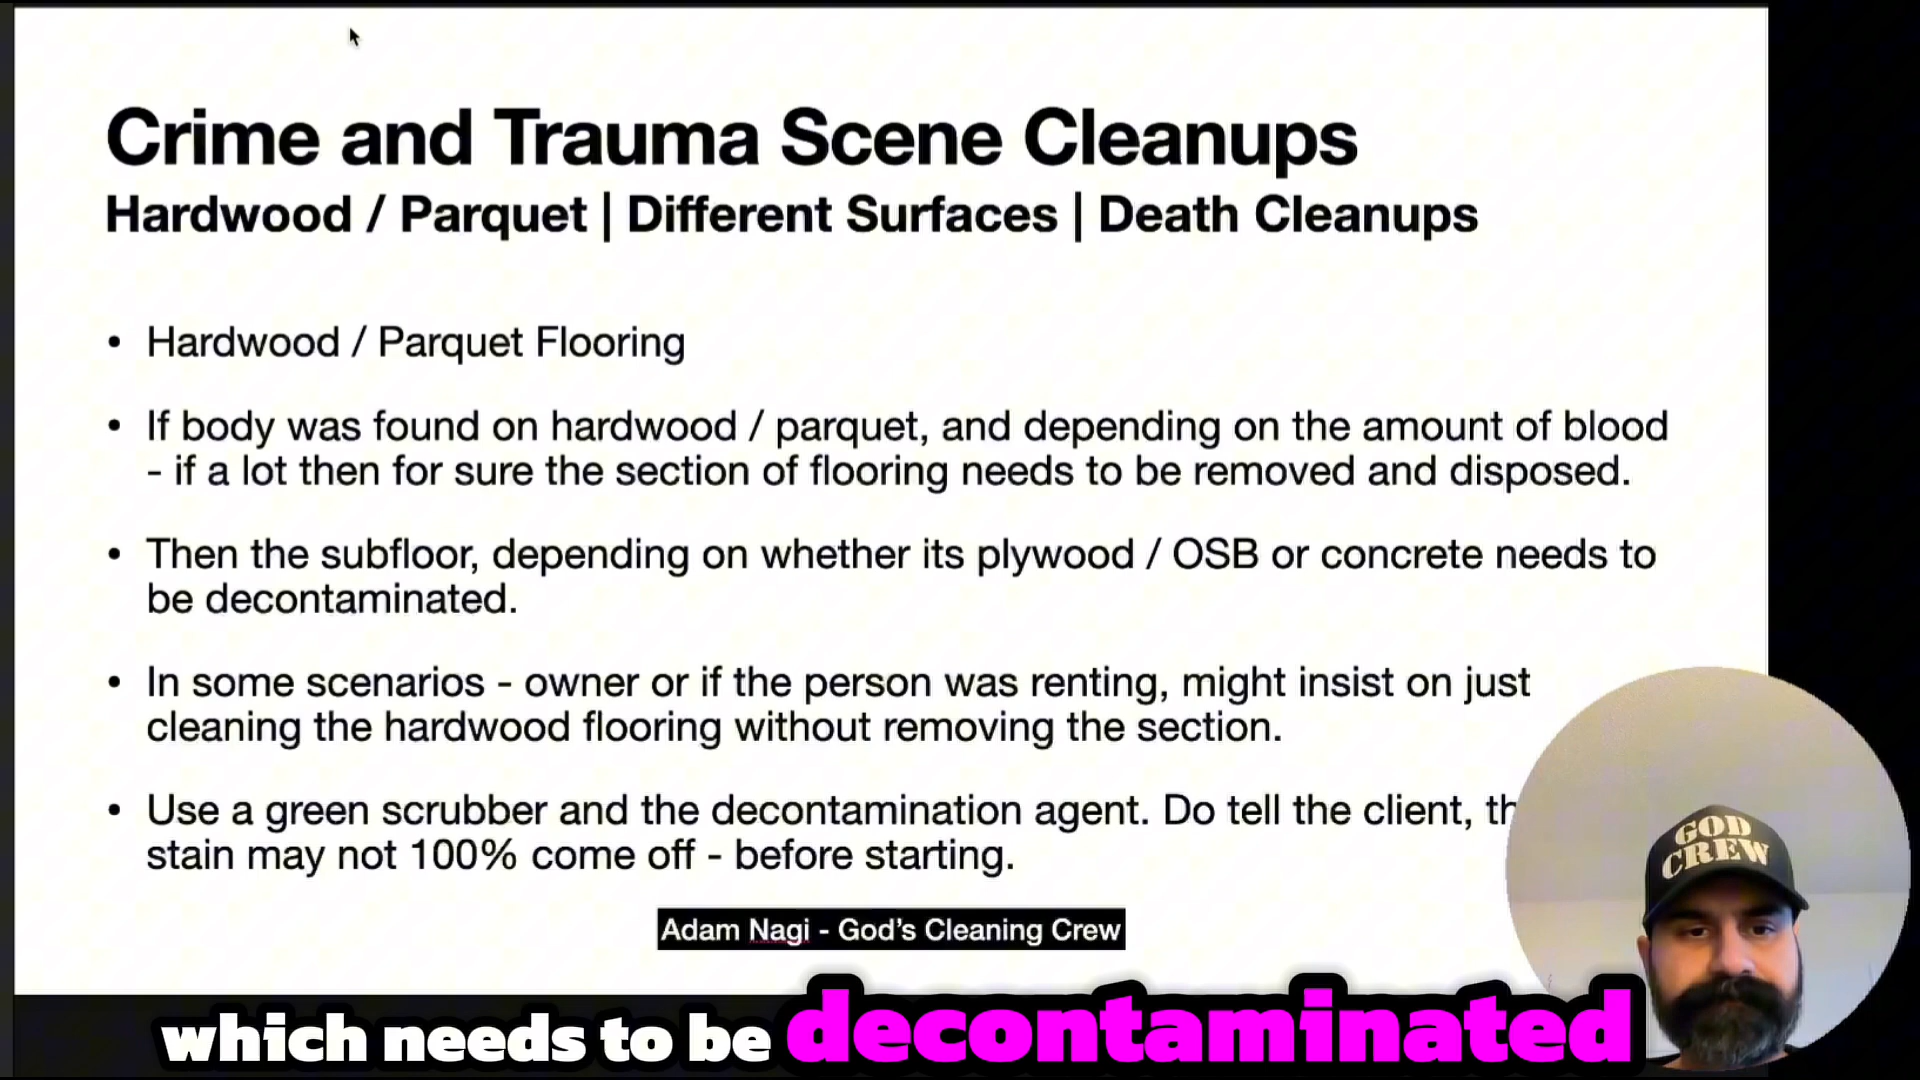 Crime and Trauma Scene Cleanups
Hardwood / Parquet | Different Surfaces | Death Cleanups
• Hardwood / Parquet Flooring
• If body was found on hardwood / parquet, and depending on the amount of blood
- if a lot then for sure the section of flooring needs to be removed and disposed.
• Then the subfloor, depending on whether its plywood / OSB or concrete needs to
be decontaminated.
• In some scenarios - owner or if the person was renting, might insist on just
cleaning the hardwood flooring without removing the section.
• Use a green scrubber and the decontamination agent. Do tell the client,
stain may not 100% come off - before starting.
GOD
CREW
Adam Nagi - God's Cleaning Crew
which needs to be decontaminated